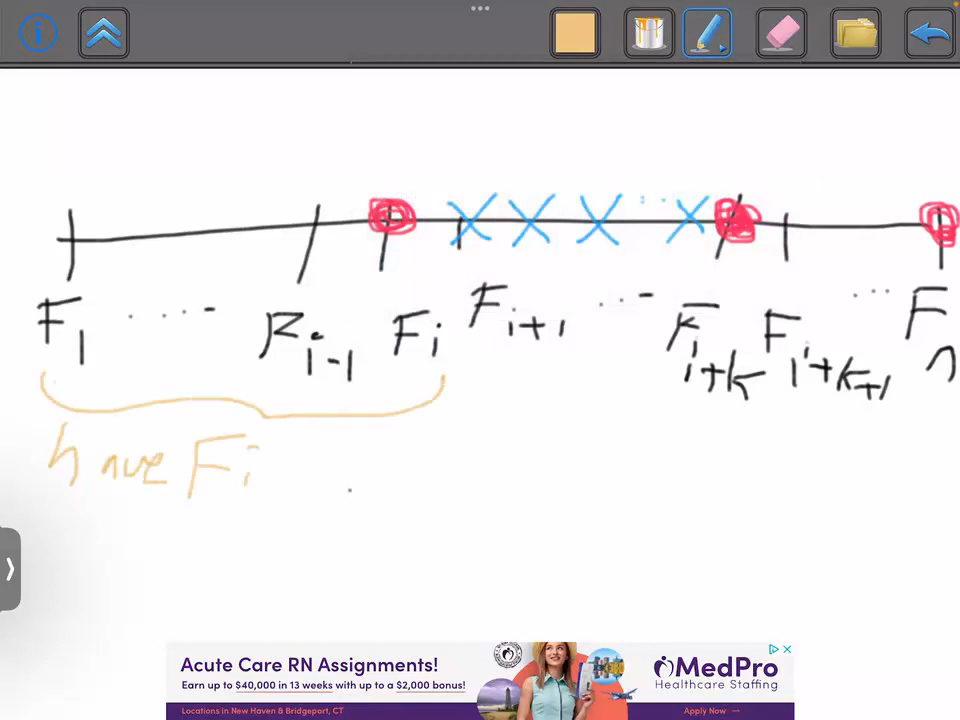 F1 ..... Fi-1 Fi Fi+1 ... Fi+k Fi+k+1 ... Fn
have Fi
Acute Care RN Assignments!
Earn up to $40,000 in 13 weeks with up to a $2,000 bonus!
Locations in New Haven & Bridgeport, CT
MedPro
Healthcare Staffing
Apply Now →